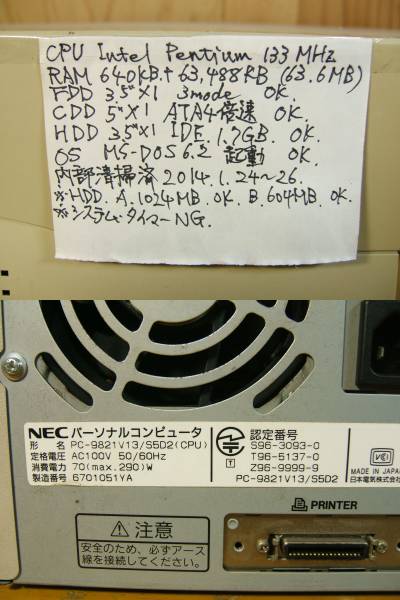 CPU Intel Pentium 133 MHz
RAM 640KB.+63,488KB (63.6MB)
FDD 3.5"×1 3mode OK.
CDD 5"×1 ATA4倍速 OK.
HDD 3.5"×1 IDE. 1.7GB. OK.
OS MS-DOS 6.2 起動 OK.
内部清掃済 2014.1.24~26.
※HDD. A.1024MB.OK. B.604MB.OK.
※システム・タイマーNG.
NEC パーソナルコンピュータ
形名 PC-9821V13/S5D2(CPU)
定格電圧 AC100V 50/60Hz
消費電力 70(max.290)W
製造番号 6701051YA
T
認定番号
S96-3093-0
T96-5137-0
Z96-9999-9
PC-9821V13/S5D2
VCI
MADE IN JAPAN
日本電気株式会社
PRINTER
注意
安全のため、必ずアース
線を接続してください。